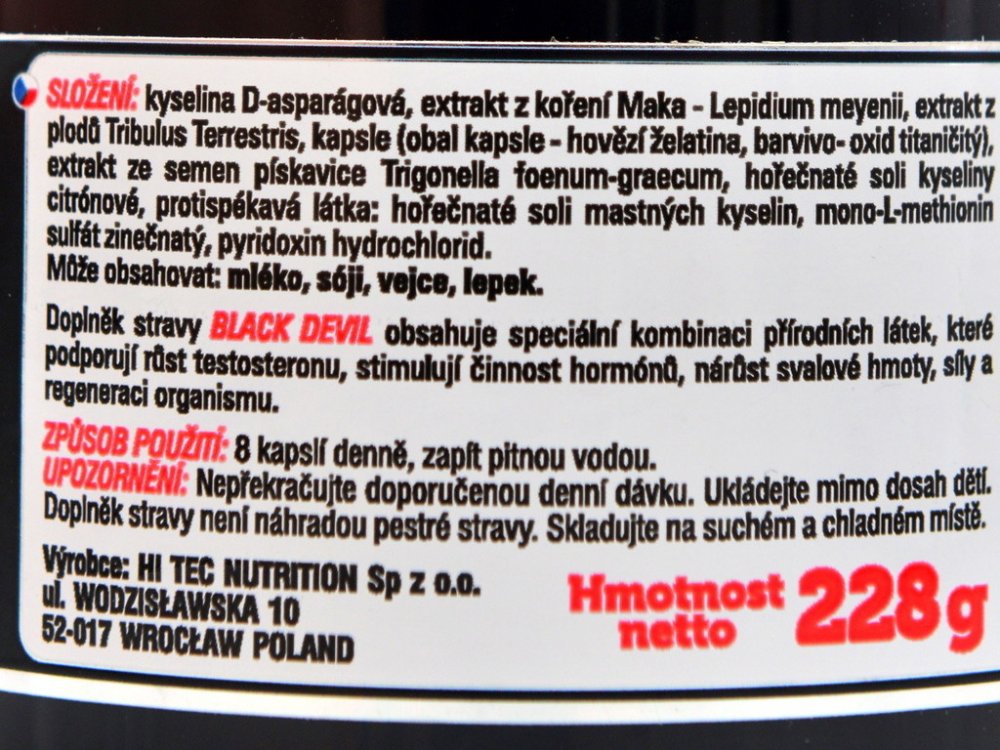 SLOŽENÍ: kyselina D-asparágová, extrakt z koření Maka - Lepidium meyenii, extrakt z
plodů Tribulus Terrestris, kapsle (obal kapsle - hovězí želatina, barvivo- oxid titaničitý),
extrakt ze semen pískavice Trigonella foenum-graecum, hořečnaté soli kyseliny
citrónové, protispékavá látka: hořečnaté soli mastných kyselin, mono-L-methionin
sulfát zinečnatý, pyridoxin hydrochlorid.
Může obsahovat: mléko, sóji, vejce, lepek.
Doplněk stravy BLACK DEVIL obsahuje speciální kombinaci přírodních látek, které
podporují růst testosteronu, stimulují činnost hormónů, nárůst svalové hmoty, síly a
regeneraci organismu.
ZPŮSOB POUŽITÍ: 8 kapslí denně, zapít pitnou vodou.
UPOZORNĚNÍ: Nepřekračujte doporučenou denní dávku. Ukládejte mimo dosah dětí.
Doplněk stravy není náhradou pestré stravy. Skladujte na suchém a chladném místě.
Výrobce: HI TEC NUTRITION Sp z o.o.
ul. WODZISŁAWSKA 10
52-017 WROCŁAW POLAND
Hmotnost
netto 228g